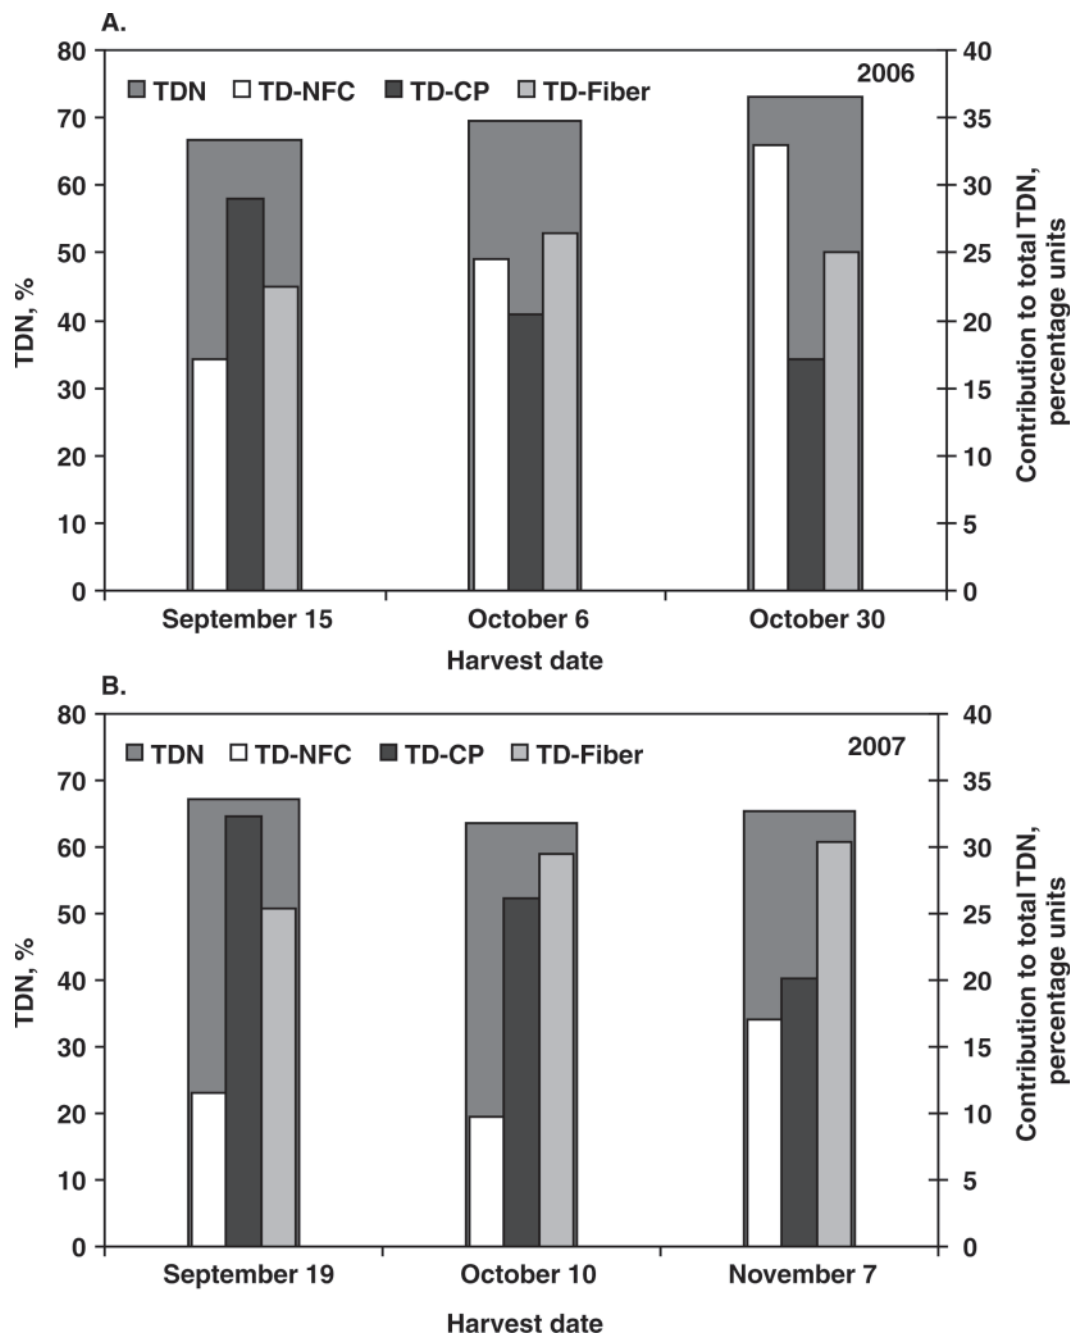 A.
80
70
60
50
40
30
20
10
0
TDN, %
TDN TD-NFC TD-CP TD-Fiber
2006
40
35
30
25
20
15
10
5
0
Contribution to total TDN,
percentage units
September 15 October 6 October 30
Harvest date
B.
80
70
60
50
40
30
20
10
0
TDN, %
TDN TD-NFC TD-CP TD-Fiber
2007
40
35
30
25
20
15
10
5
0
Contribution to total TDN,
percentage units
September 19 October 10 November 7
Harvest date